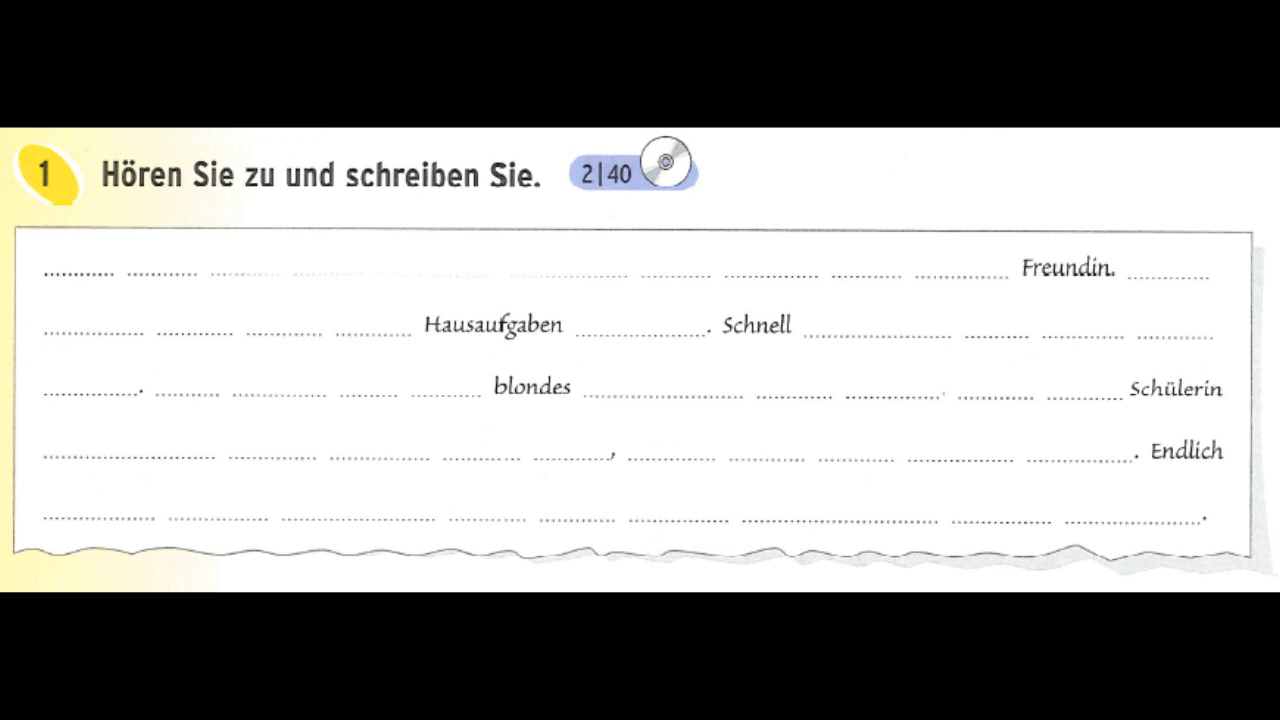 1 Hören Sie zu und schreiben Sie. 2|40
Freundin.
Hausaufgaben . Schnell
. blondes . Schülerin
, . Endlich
.